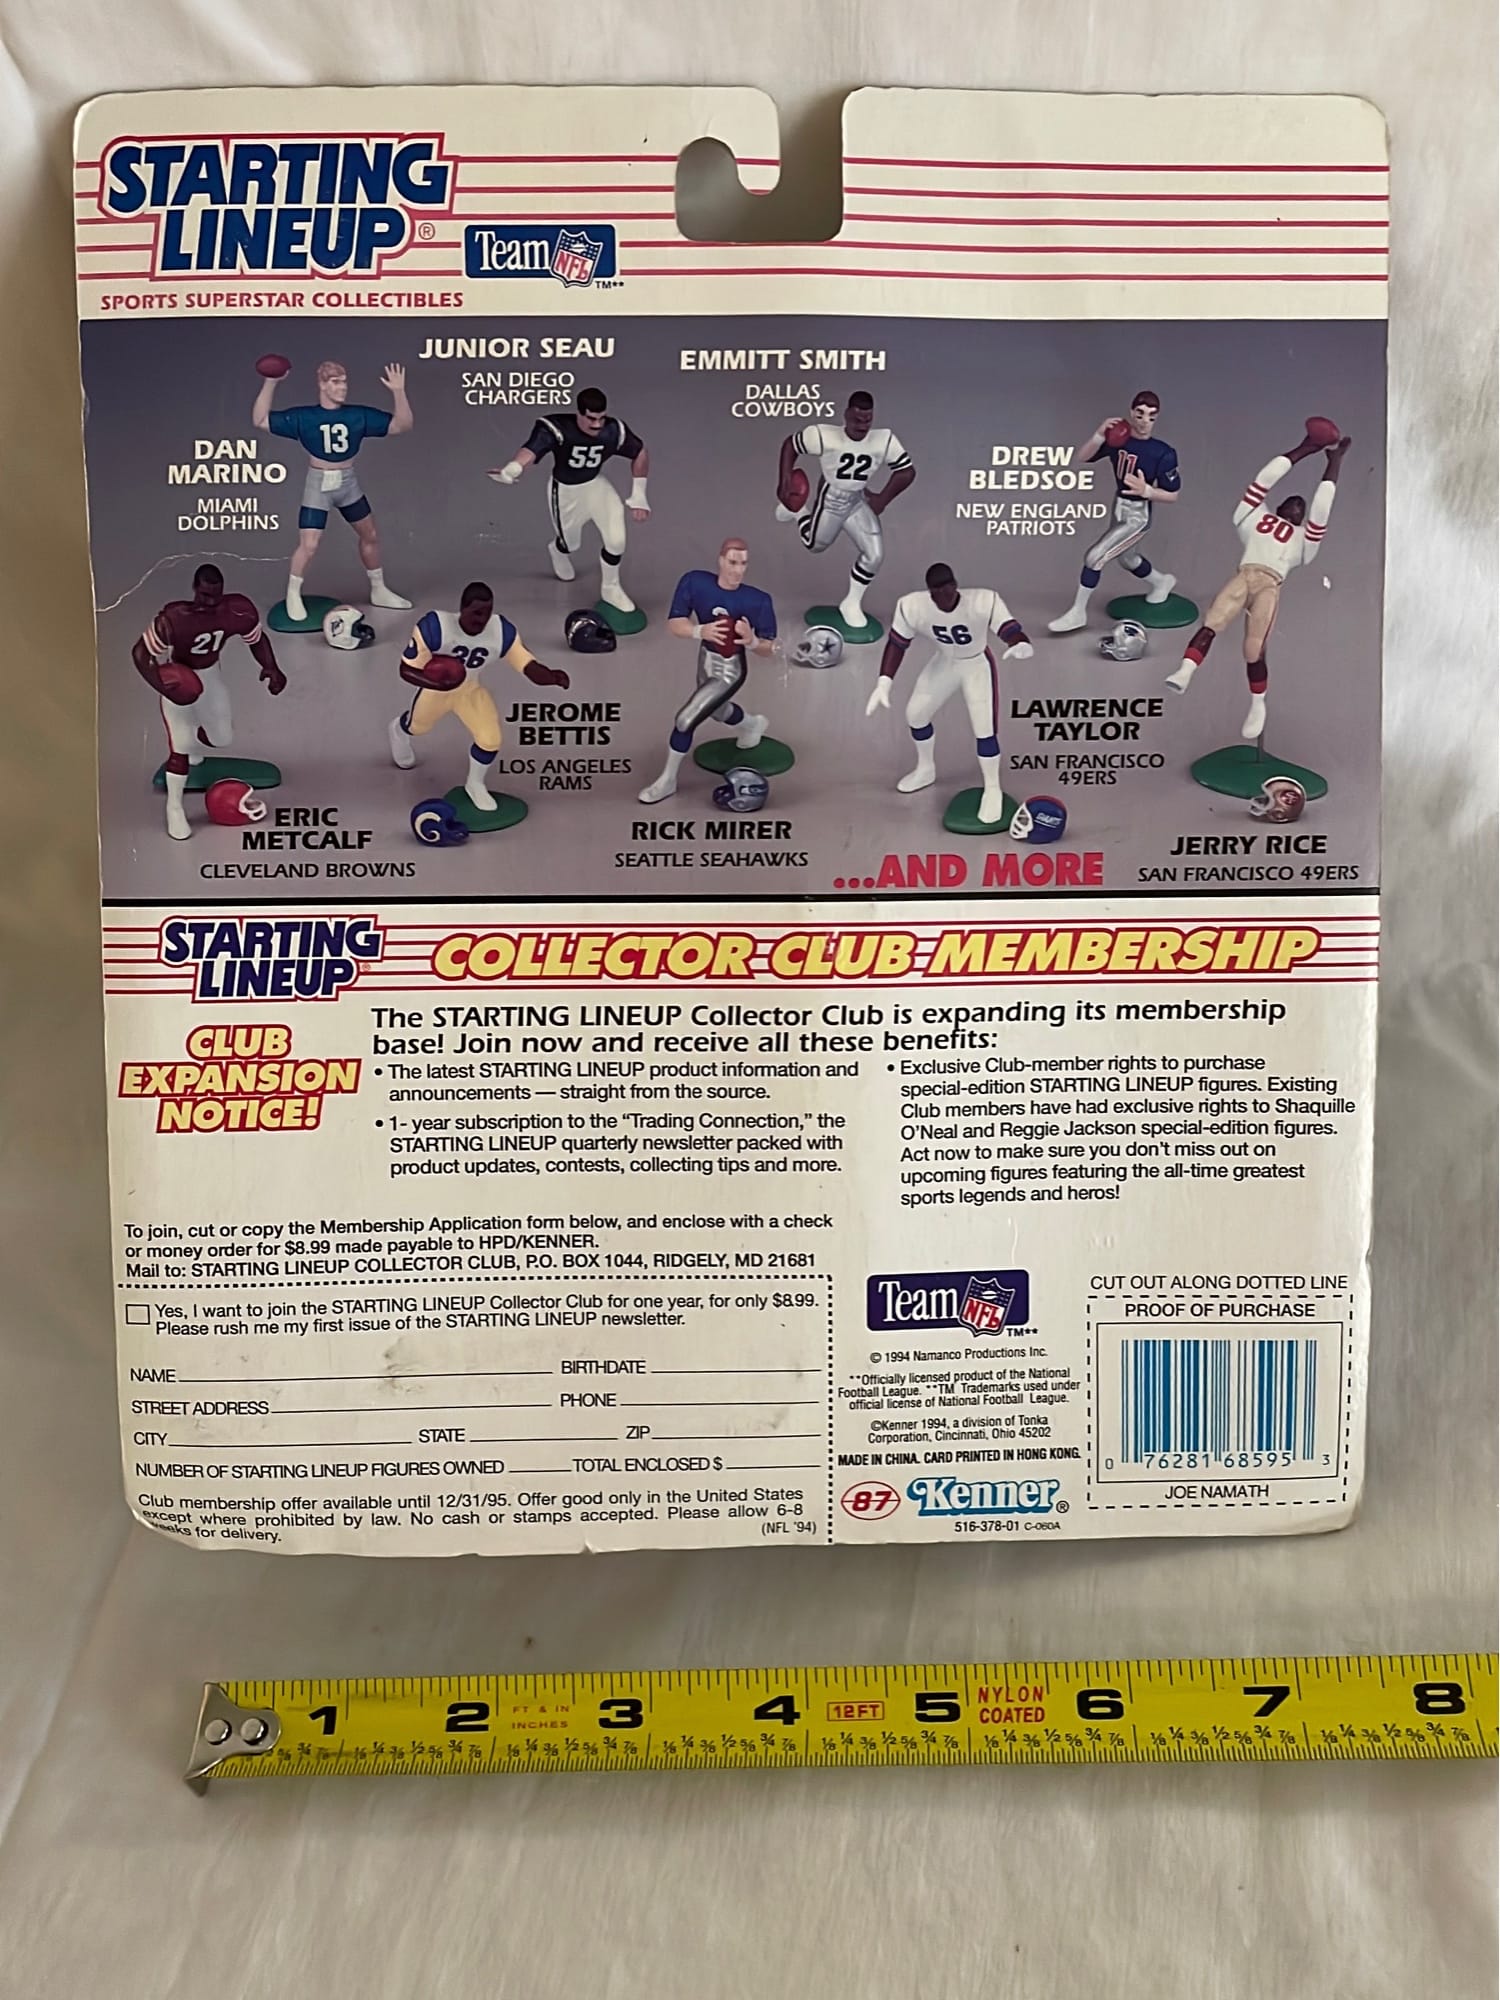 STARTING
LINEUP®
Team NFL
TM**
SPORTS SUPERSTAR COLLECTIBLES
DAN
MARINO
MIAMI
DOLPHINS
13
JUNIOR SEAU
SAN DIEGO
CHARGERS
55
EMMITT SMITH
DALLAS
COWBOYS
22
DREW
BLEDSOE
NEW ENGLAND
PATRIOTS
11
80
21
ERIC
METCALF
CLEVELAND BROWNS
36
JEROME
BETTIS
LOS ANGELES
RAMS
RICK MIRER
SEATTLE SEAHAWKS
56
LAWRENCE
TAYLOR
SAN FRANCISCO
49ERS
GIANTS
...AND MORE
JERRY RICE
SAN FRANCISCO 49ERS
STARTING
LINEUP®
COLLECTOR CLUB MEMBERSHIP
CLUB
EXPANSION
NOTICE!
The STARTING LINEUP Collector Club is expanding its membership
base! Join now and receive all these benefits:
• The latest STARTING LINEUP product information and
announcements — straight from the source.
• 1- year subscription to the “Trading Connection,” the
STARTING LINEUP quarterly newsletter packed with
product updates, contests, collecting tips and more.
• Exclusive Club-member rights to purchase
special-edition STARTING LINEUP figures. Existing
Club members have had exclusive rights to Shaquille
O'Neal and Reggie Jackson special-edition figures.
Act now to make sure you don't miss out on
upcoming figures featuring the all-time greatest
sports legends and heros!
To join, cut or copy the Membership Application form below, and enclose with a check
or money order for $8.99 made payable to HPD/KENNER.
Mail to: STARTING LINEUP COLLECTOR CLUB, P.O. BOX 1044, RIDGELY, MD 21681
Yes, I want to join the STARTING LINEUP Collector Club for one year, for only $8.99.
Please rush me my first issue of the STARTING LINEUP newsletter.
NAME BIRTHDATE
STREET ADDRESS PHONE
CITY STATE ZIP
NUMBER OF STARTING LINEUP FIGURES OWNED TOTAL ENCLOSED $
Club membership offer available until 12/31/95. Offer good only in the United States
except where prohibited by law. No cash or stamps accepted. Please allow 6-8
weeks for delivery.
(NFL '94)
Team NFL
TM**
© 1994 Namanco Productions Inc.
**Officially licensed product of the National
Football League. **TM Trademarks used under
official license of National Football League.
©Kenner 1994, a division of Tonka
Corporation, Cincinnati, Ohio 45202
MADE IN CHINA. CARD PRINTED IN HONG KONG.
87 Kenner®
516-378-01 C-060A
CUT OUT ALONG DOTTED LINE
PROOF OF PURCHASE
0 76281 68595 3
JOE NAMATH
1 2 FT & IN INCHES 3 4 12FT 5 NYLON COATED 6 7 8